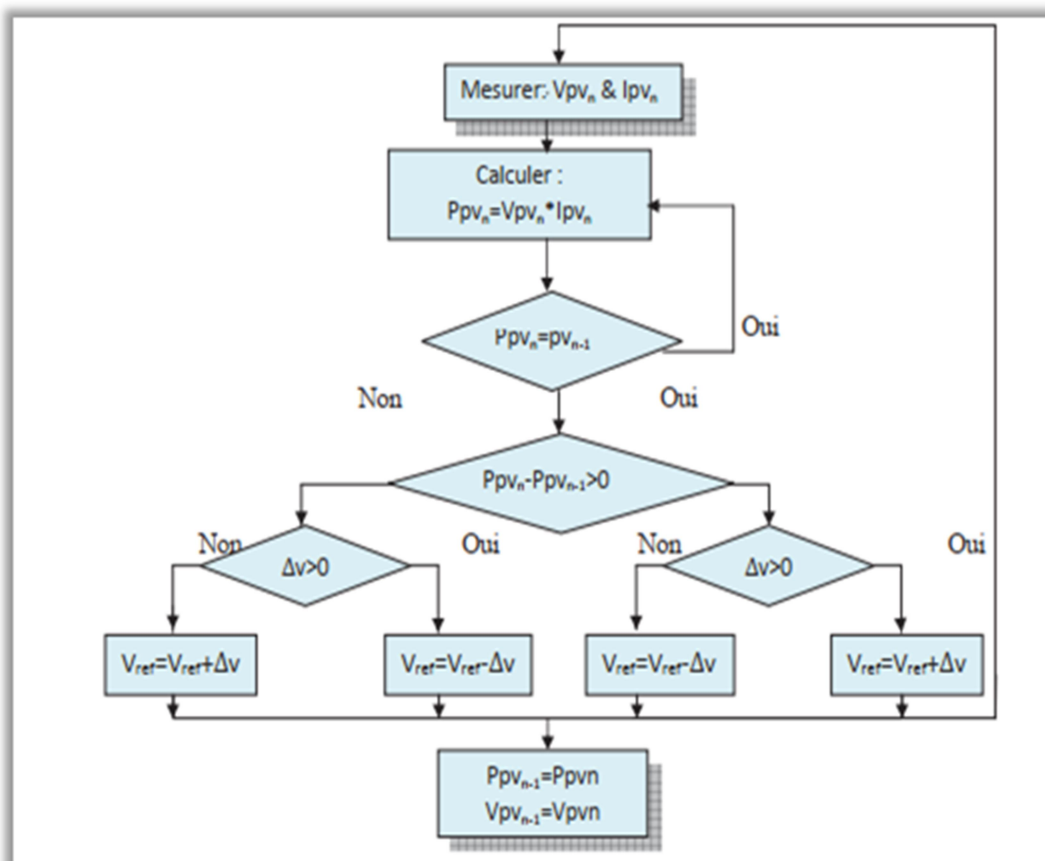 Mesurer: Vpvₙ & Ipvₙ
Calculer :
Ppvₙ=Vpvₙ*Ipvₙ
Ppvₙ=pvₙ₋₁
Oui
Non
Oui
Ppvₙ-Ppvₙ₋₁>0
Non
Oui
Non
Oui
Δv>0
Δv>0
Vref=Vref+Δv
Vref=Vref-Δv
Vref=Vref-Δv
Vref=Vref+Δv
Ppvₙ₋₁=Ppvn
Vpvₙ₋₁=Vpvn